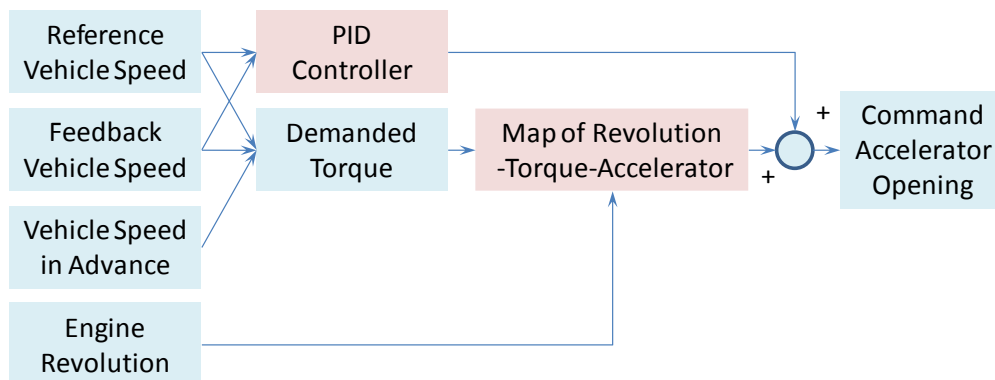 Reference
Vehicle Speed
PID
Controller
+
Command
Accelerator
Opening
Feedback
Vehicle Speed
Demanded
Torque
Map of Revolution
-Torque-Accelerator
+
Vehicle Speed
in Advance
Engine
Revolution